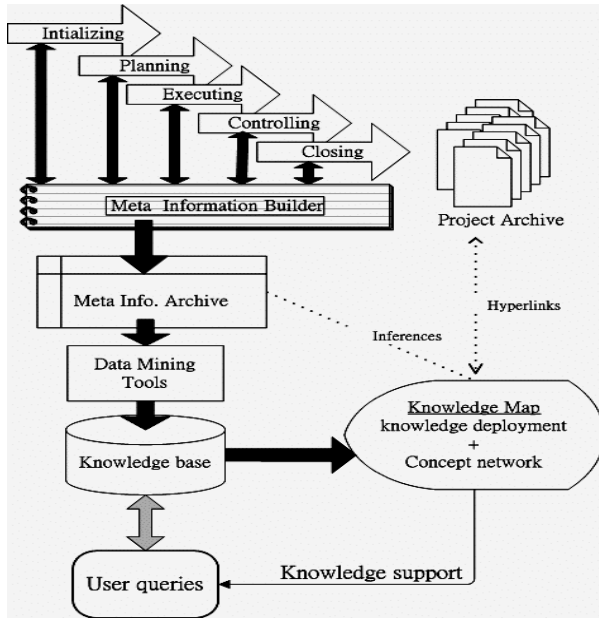 Intializing
Planning
Executing
Controlling
Closing
Meta Information Builder
Project Archive
Meta Info. Archive
Hyperlinks
Inferences
Data Mining
Tools
Knowledge Map
knowledge deployment
+
Concept network
Knowledge base
Knowledge support
User queries